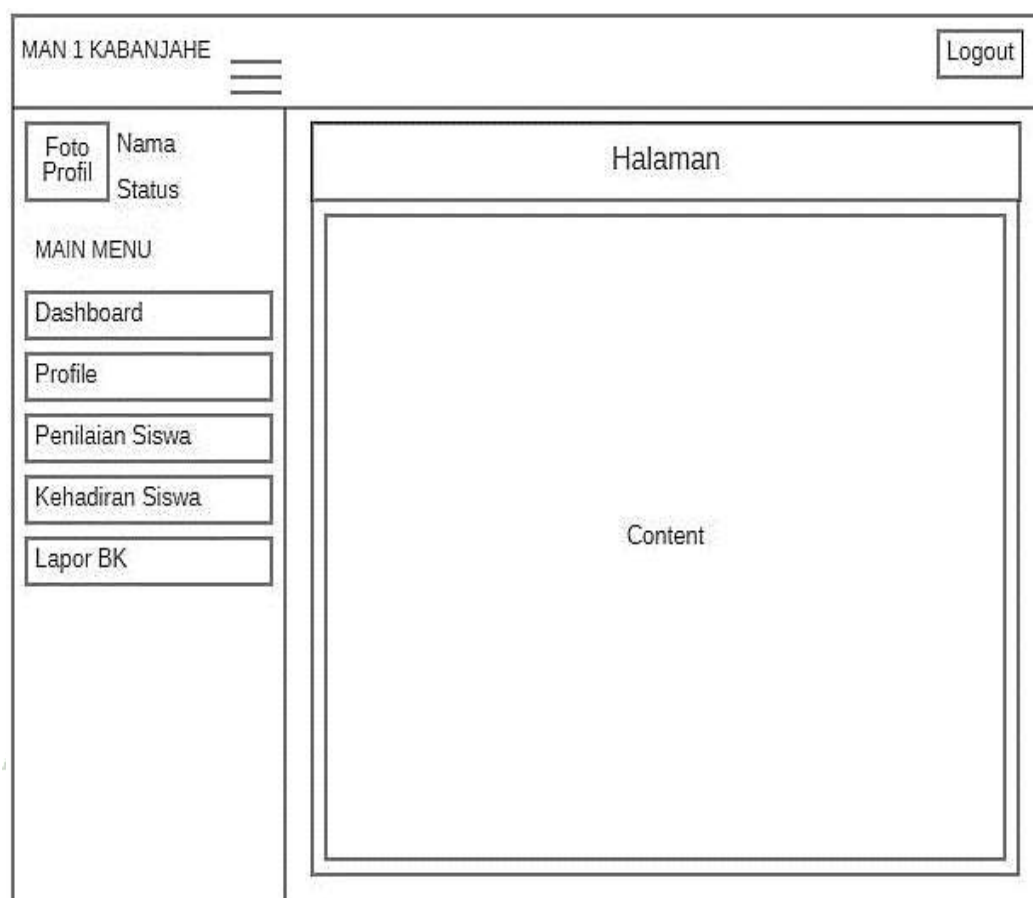 MAN 1 KABANJAHE
Logout
Foto
Profil
Nama
Status
MAIN MENU
Dashboard
Profile
Penilaian Siswa
Kehadiran Siswa
Lapor BK
Halaman
Content